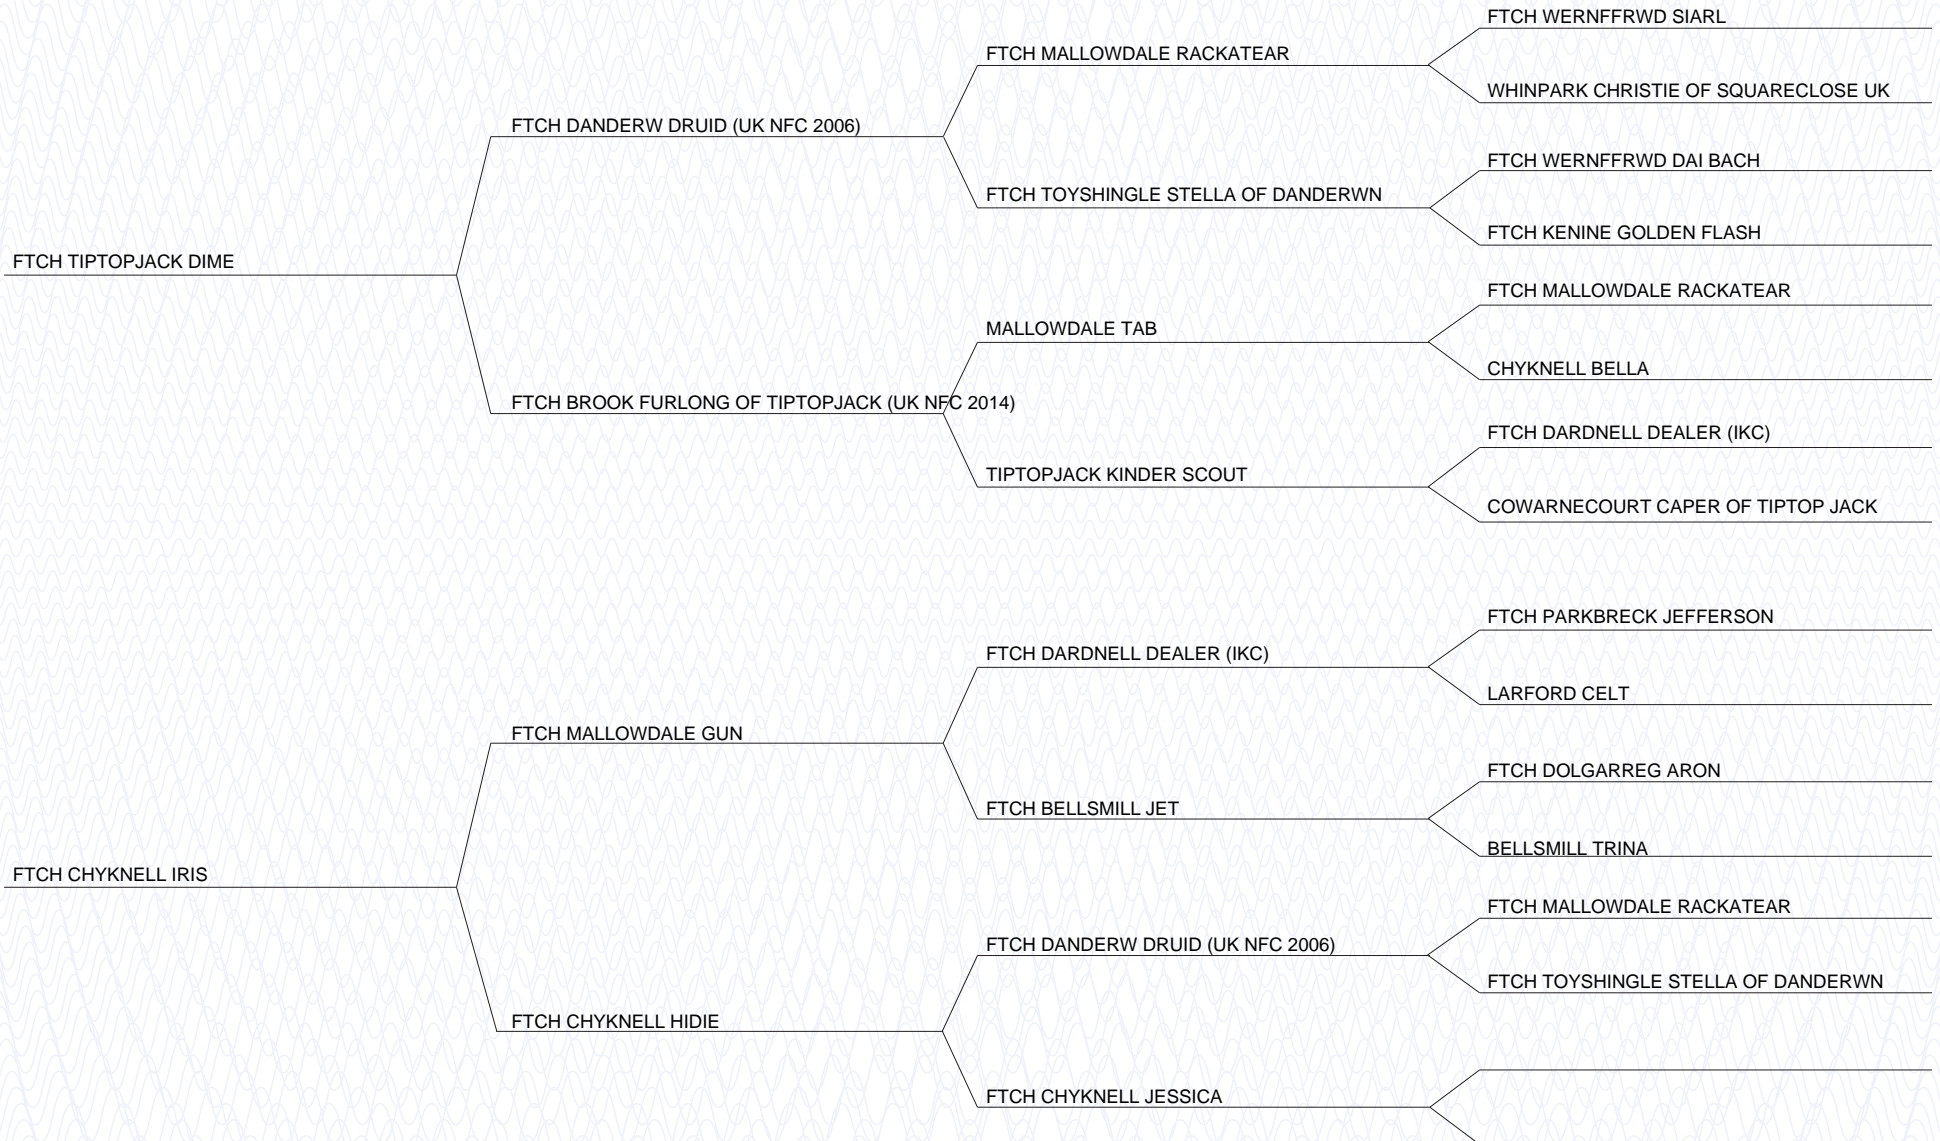 FTCH WERNFFRWD SIARL
FTCH MALLOWDALE RACKATEAR
WHINPARK CHRISTIE OF SQUARECLOSE UK
FTCH DANDERW DRUID (UK NFC 2006)
FTCH WERNFFRWD DAI BACH
FTCH TOYSHINGLE STELLA OF DANDERWN
FTCH KENINE GOLDEN FLASH
FTCH TIPTOPJACK DIME
FTCH MALLOWDALE RACKATEAR
MALLOWDALE TAB
CHYKNELL BELLA
FTCH BROOK FURLONG OF TIPTOPJACK (UK NFC 2014)
FTCH DARDNELL DEALER (IKC)
TIPTOPJACK KINDER SCOUT
COWARNECOURT CAPER OF TIPTOP JACK
FTCH PARKBRECK JEFFERSON
FTCH DARDNELL DEALER (IKC)
LARFORD CELT
FTCH MALLOWDALE GUN
FTCH DOLGARREG ARON
FTCH BELLSMILL JET
BELLSMILL TRINA
FTCH CHYKNELL IRIS
FTCH MALLOWDALE RACKATEAR
FTCH DANDERW DRUID (UK NFC 2006)
FTCH TOYSHINGLE STELLA OF DANDERWN
FTCH CHYKNELL HIDIE
FTCH CHYKNELL JESSICA